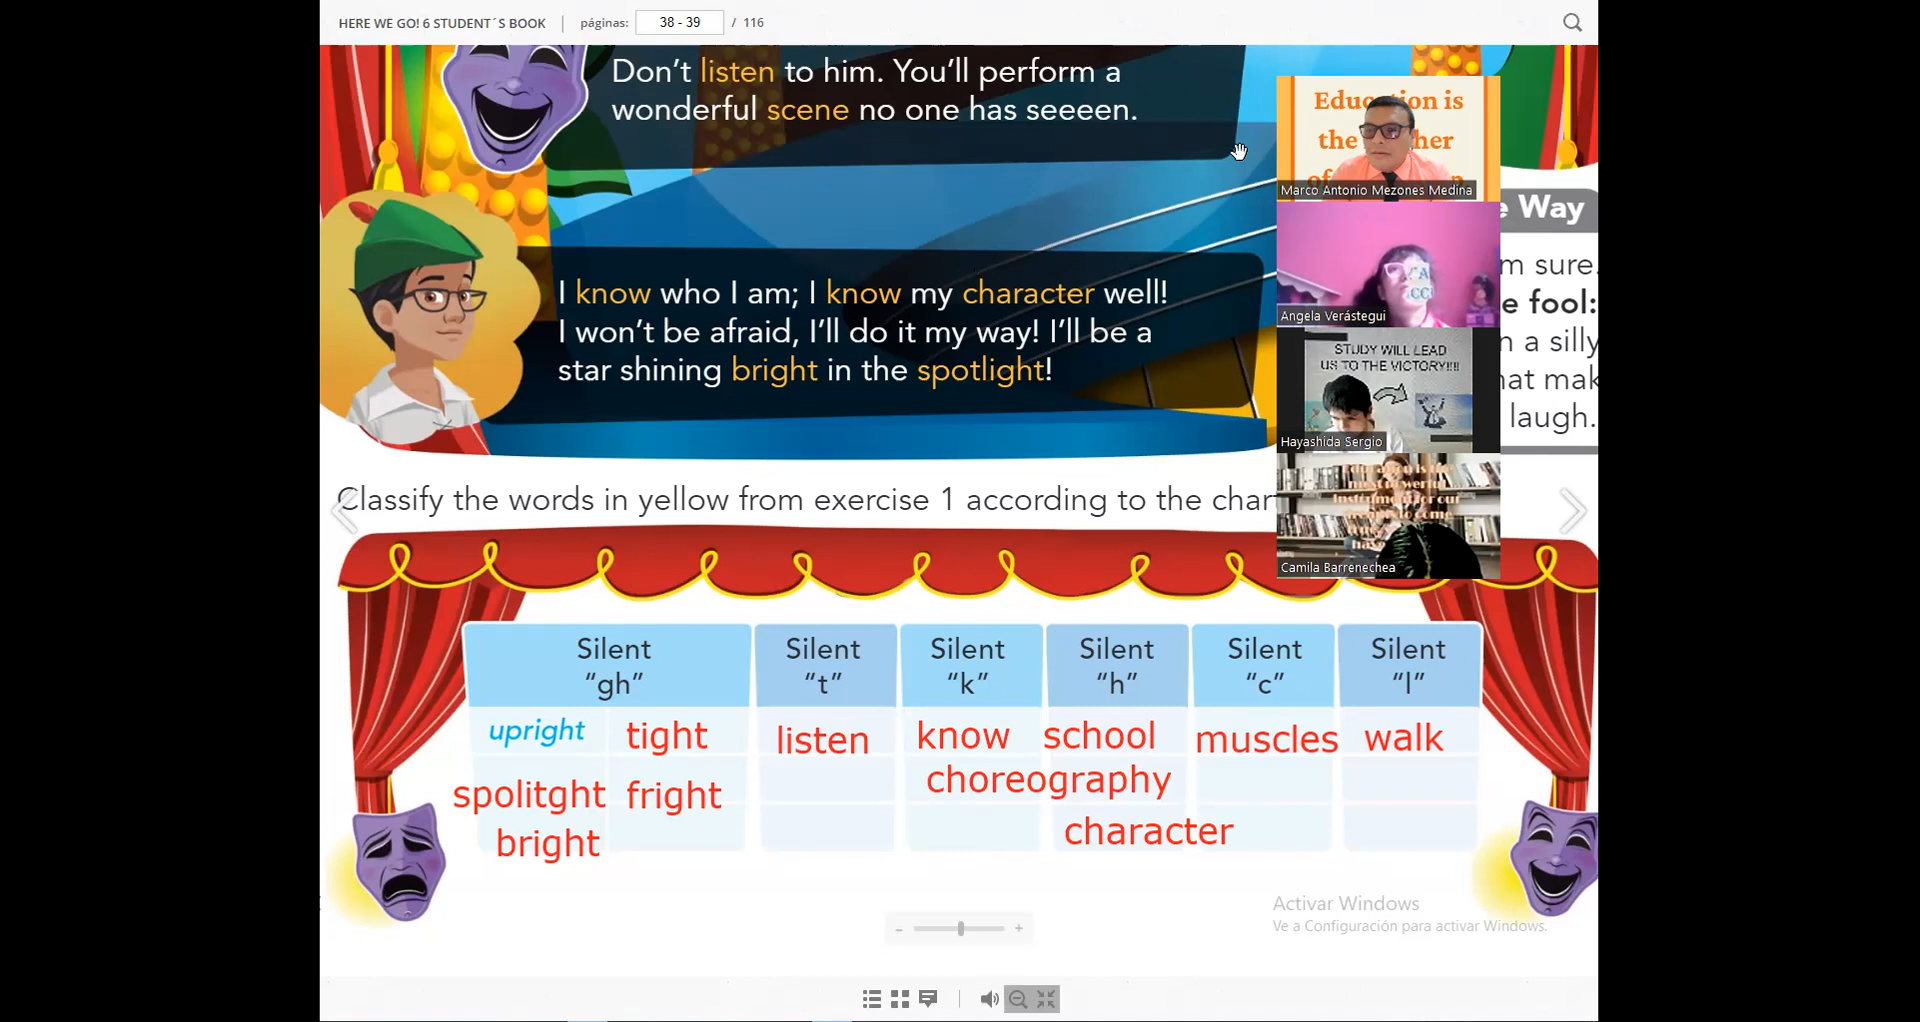 HERE WE GO! 6 STUDENT´S BOOK | páginas: 38 - 39 / 116
Don't listen to him. You'll perform a
wonderful scene no one has seeeen.
I know who I am; I know my character well!
I won't be afraid, I'll do it my way! I'll be a
star shining bright in the spotlight!
Education is
the
Marco Antonio Mezones Medina
Angela Verástegui
STUDY WILL LEAD
US TO THE VICTORY!!!!
Hayashida Sergio
Camila Barrenechea
Way
m sure.
e fool:
a silly
laugh.
Classify the words in yellow from exercise 1 according to the char
Silent "gh" Silent "t" Silent "k" Silent "h" Silent "c" Silent "l"
upright tight listen know school muscles walk
spolitght fright choreography
bright character
Activar Windows
Ve a Configuración para activar Windows.